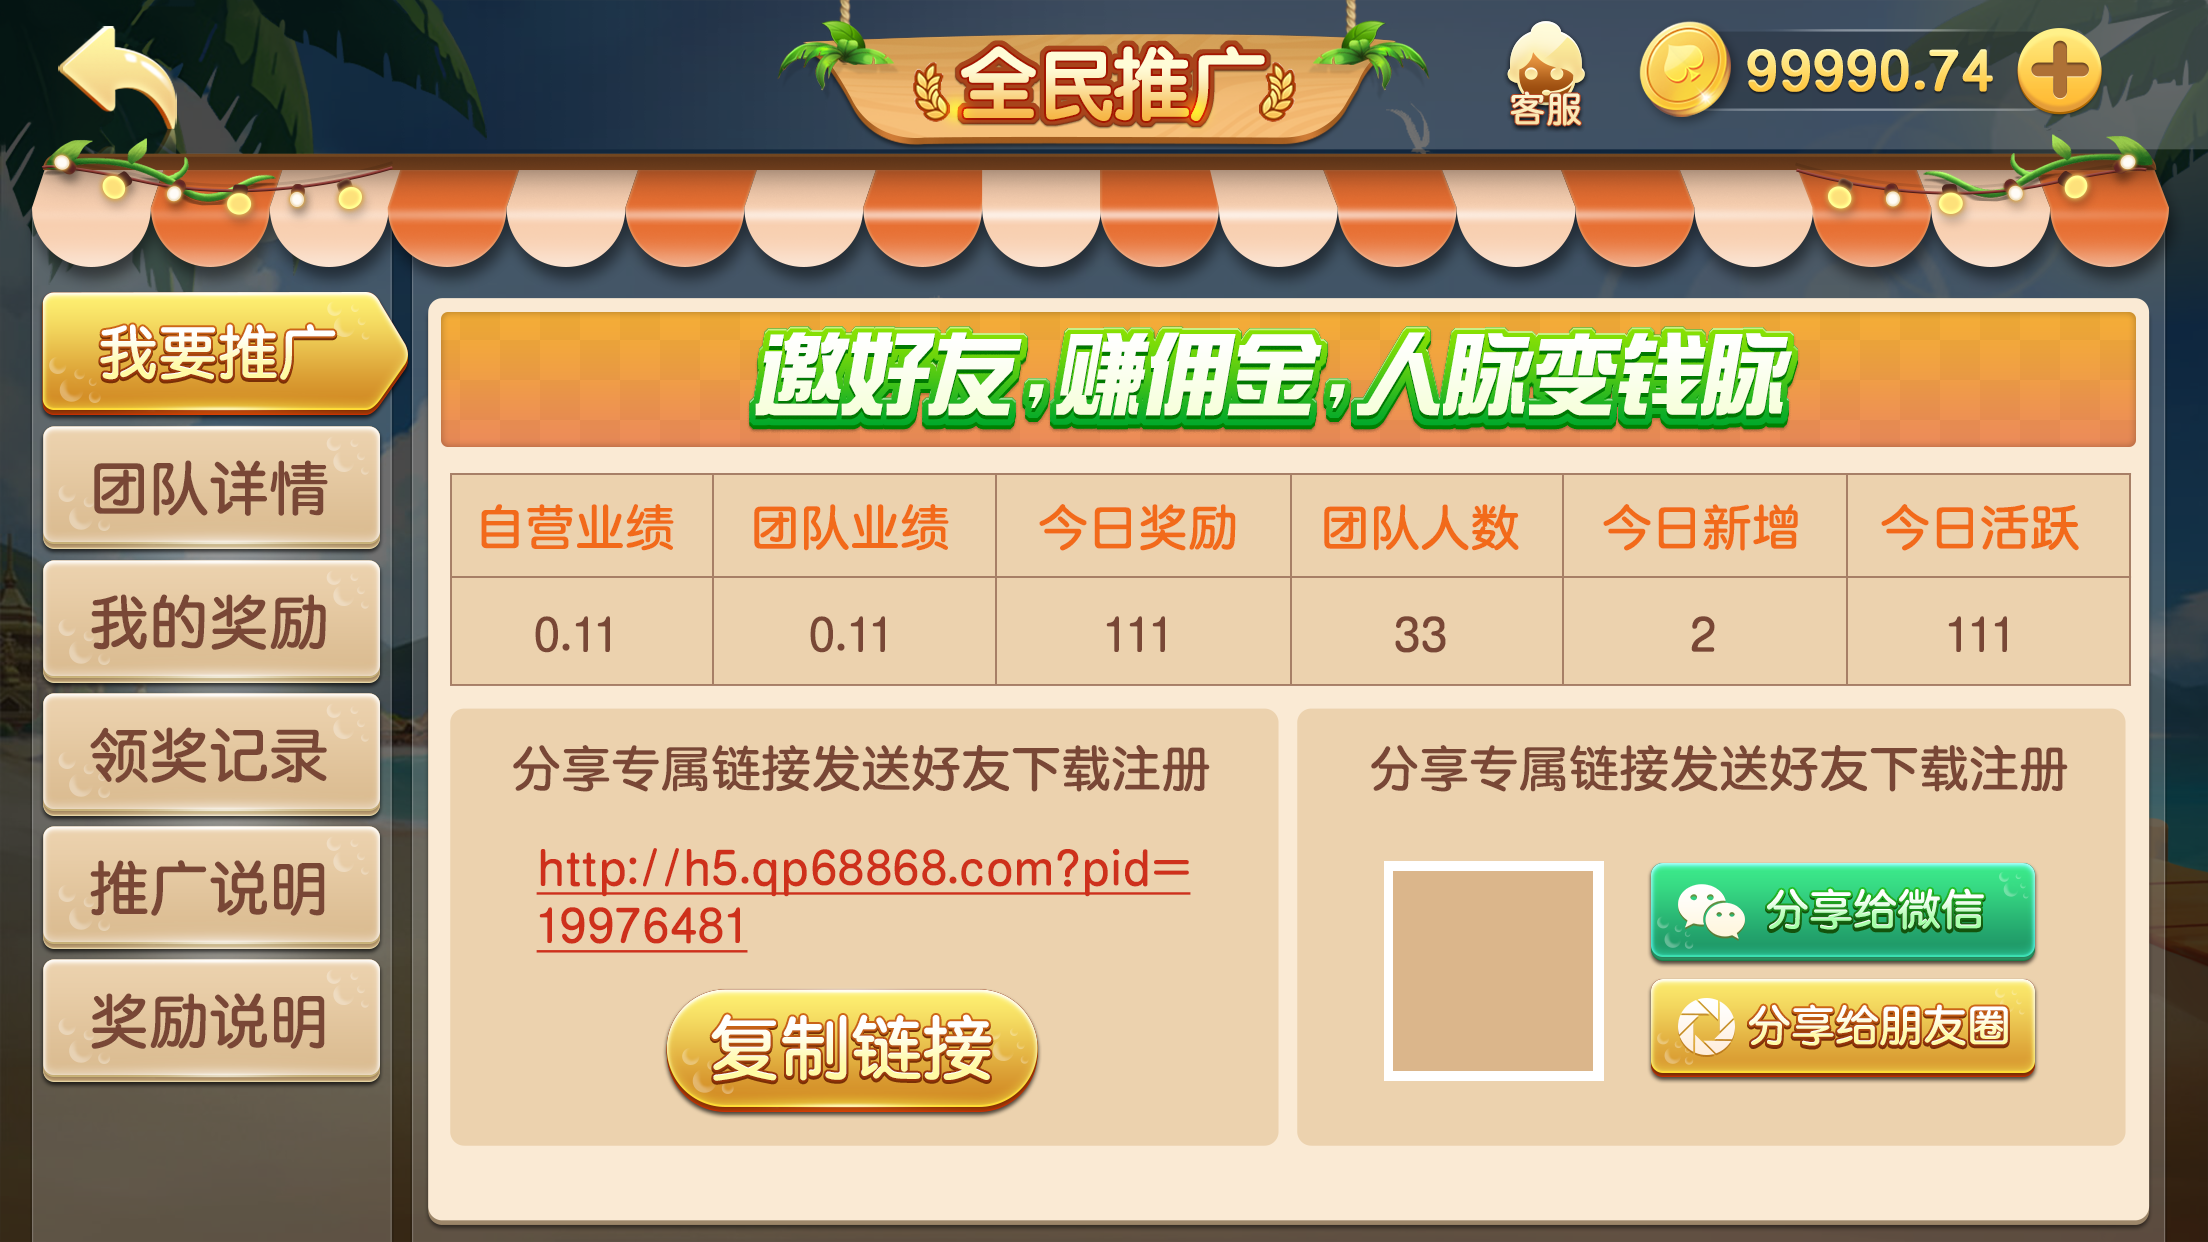 全民推广
客服
99990.74
我要推广
团队详情
我的奖励
领奖记录
推广说明
奖励说明
邀好友,赚佣金,人脉变钱脉
自营业绩 团队业绩 今日奖励 团队人数 今日新增 今日活跃
0.11 0.11 111 33 2 111
分享专属链接发送好友下载注册
http://h5.qp68868.com?pid=
19976481
复制链接
分享专属链接发送好友下载注册
分享给微信
分享给朋友圈